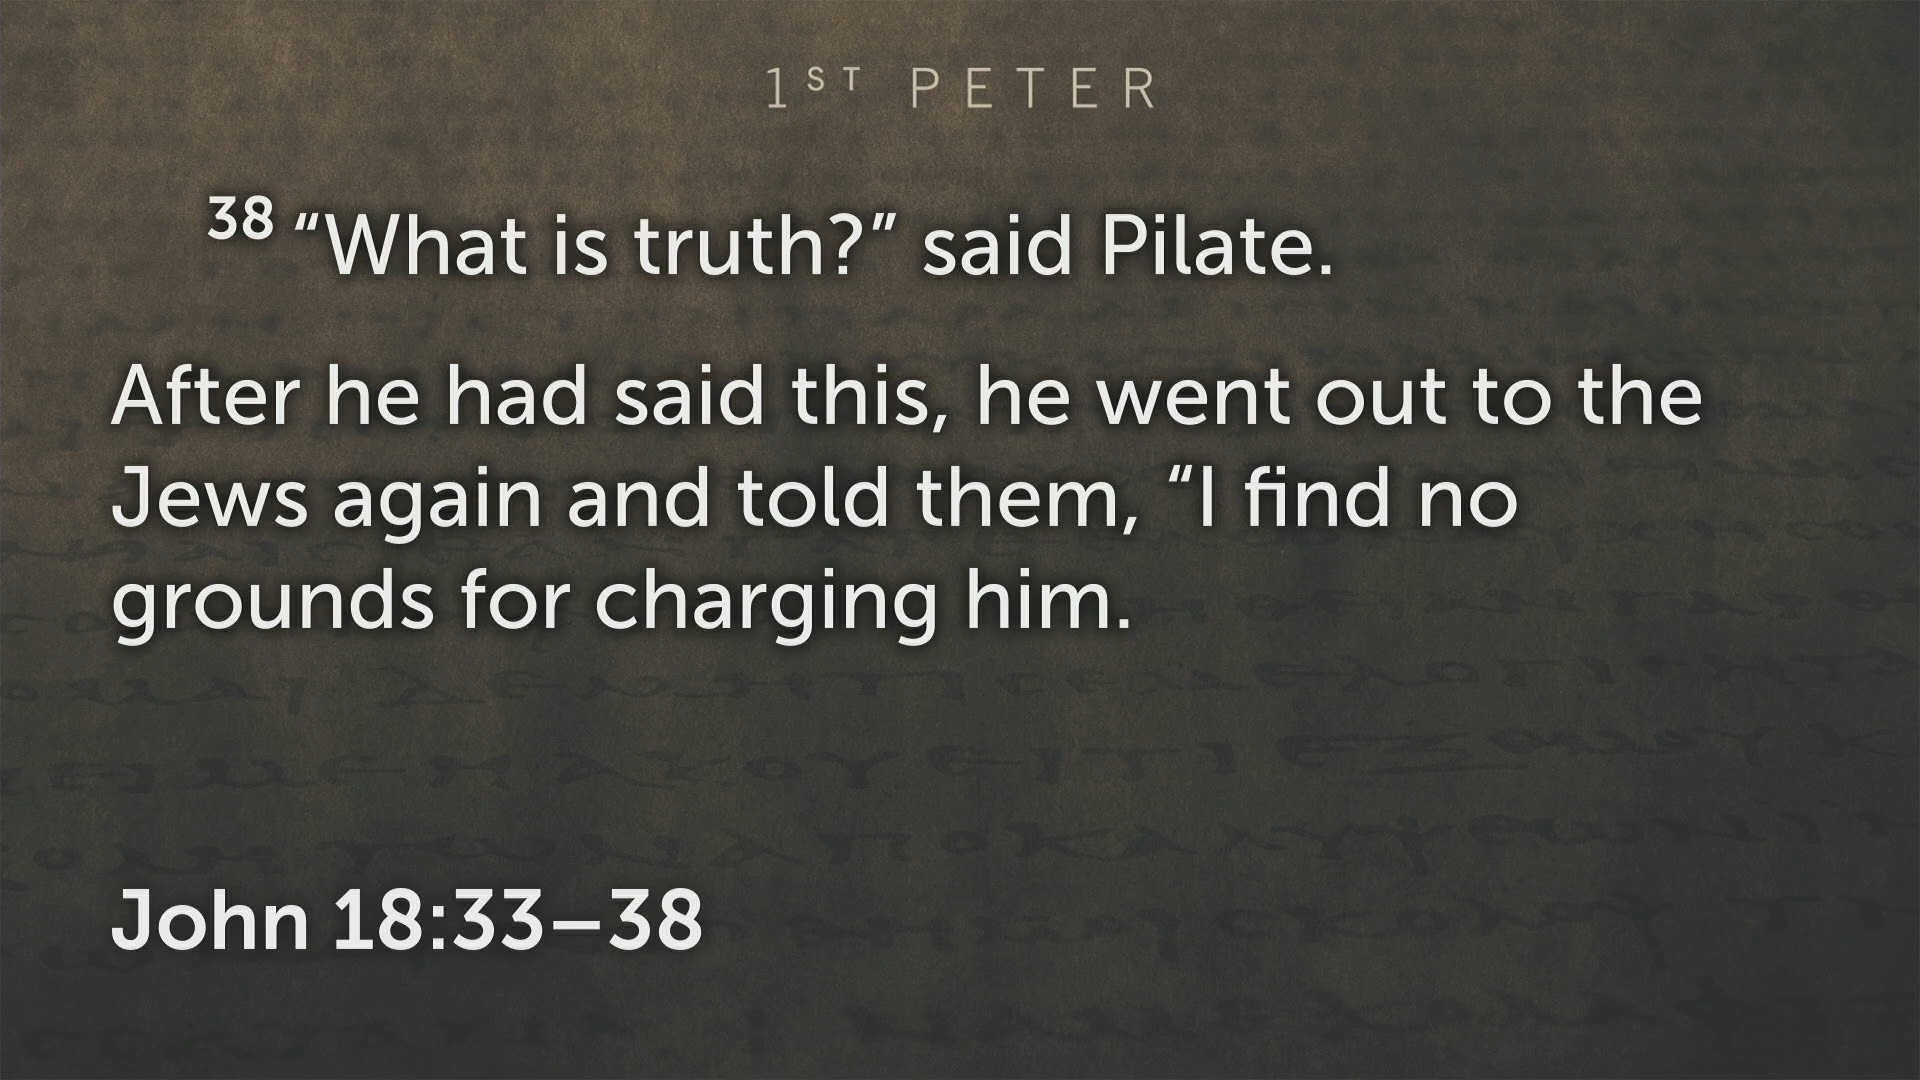 1ST PETER
38 “What is truth?” said Pilate.
After he had said this, he went out to the
Jews again and told them, “I find no
grounds for charging him.
John 18:33–38